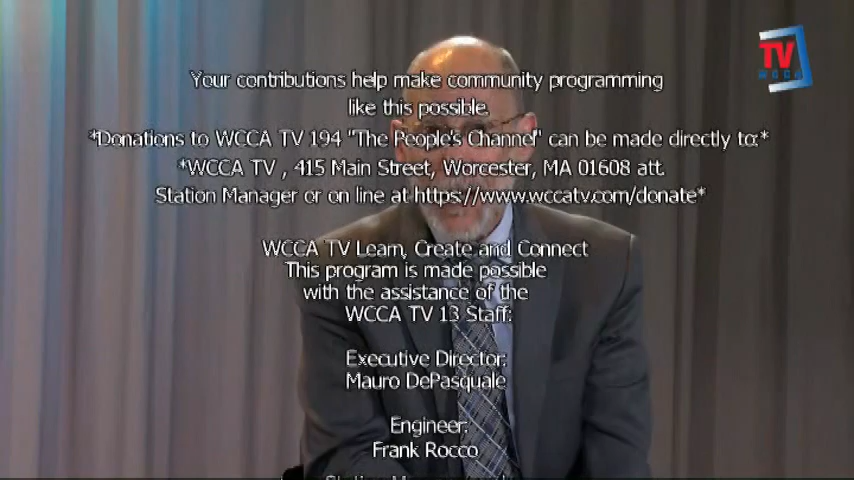 TV
WCCA
Your contributions help make community programming
like this possible.
*Donations to WCCA TV 194 "The People's Channel" can be made directly to:*
*WCCA TV , 415 Main Street, Worcester, MA 01608 att.
Station Manager or on line at https://www.wccatv.com/donate*
WCCA TV Learn, Create and Connect
This program is made possible
with the assistance of the
WCCA TV 13 Staff:
Executive Director:
Mauro DePasquale
Engineer:
Frank Rocco